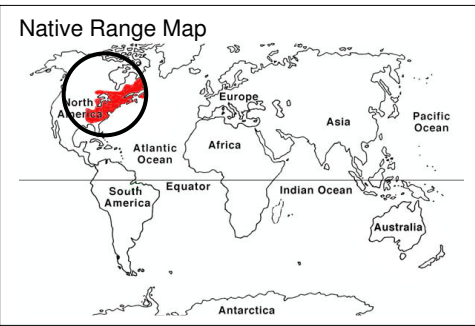 Native Range Map
North
America
Europe
Asia
Pacific
Ocean
Atlantic
Ocean
Africa
Equator
Indian Ocean
South
America
Australia
Antarctica